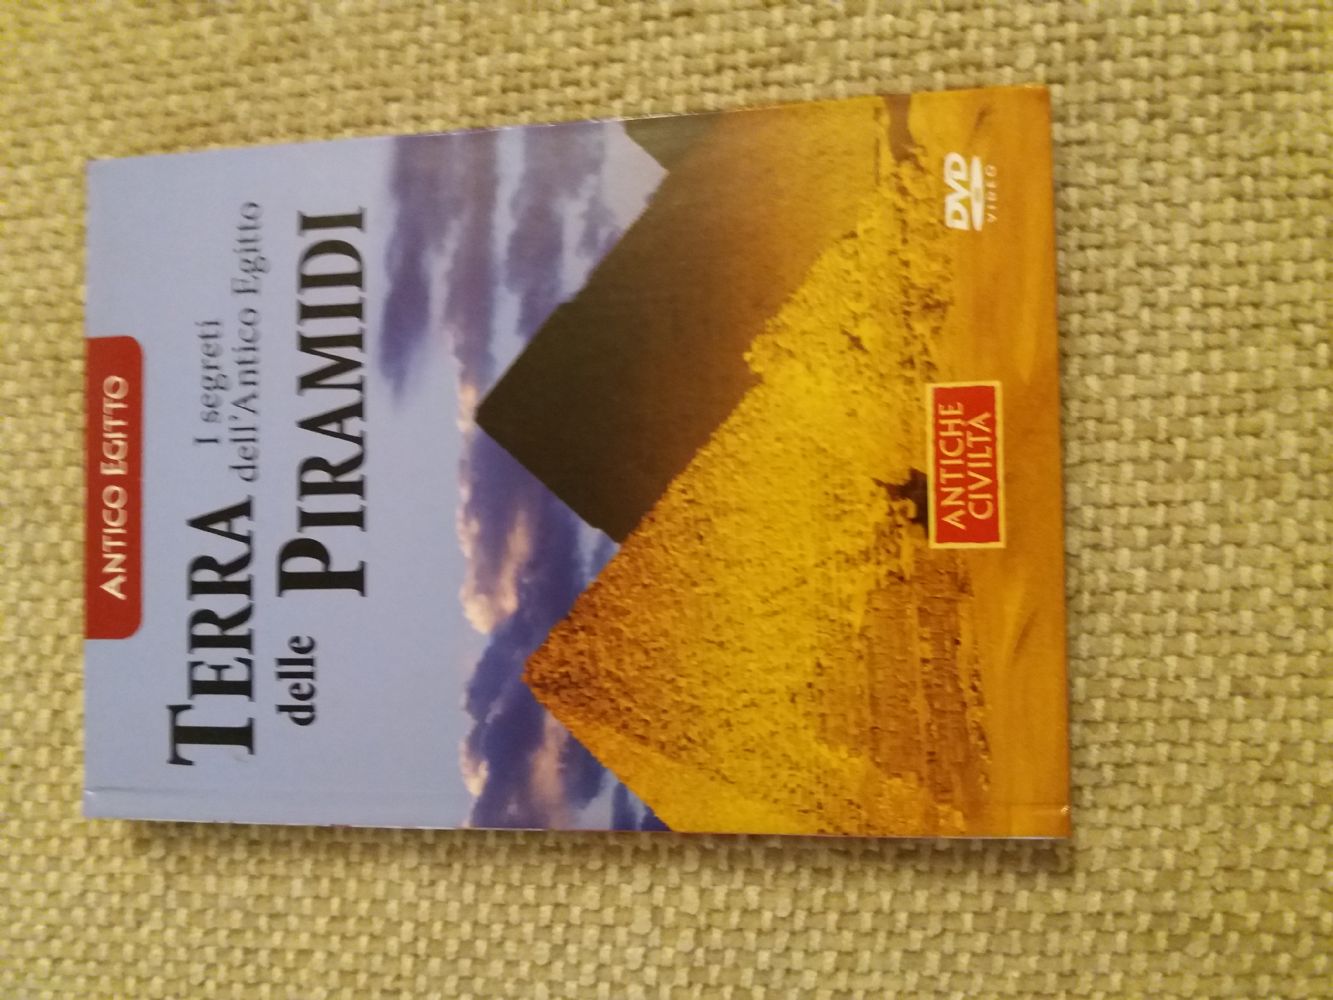 ANTICO EGITTO
TERRA I segreti
dell'Antico Egitto
delle PIRAMIDI
ANTICHE
CIVILTÀ
DVD
VIDEO